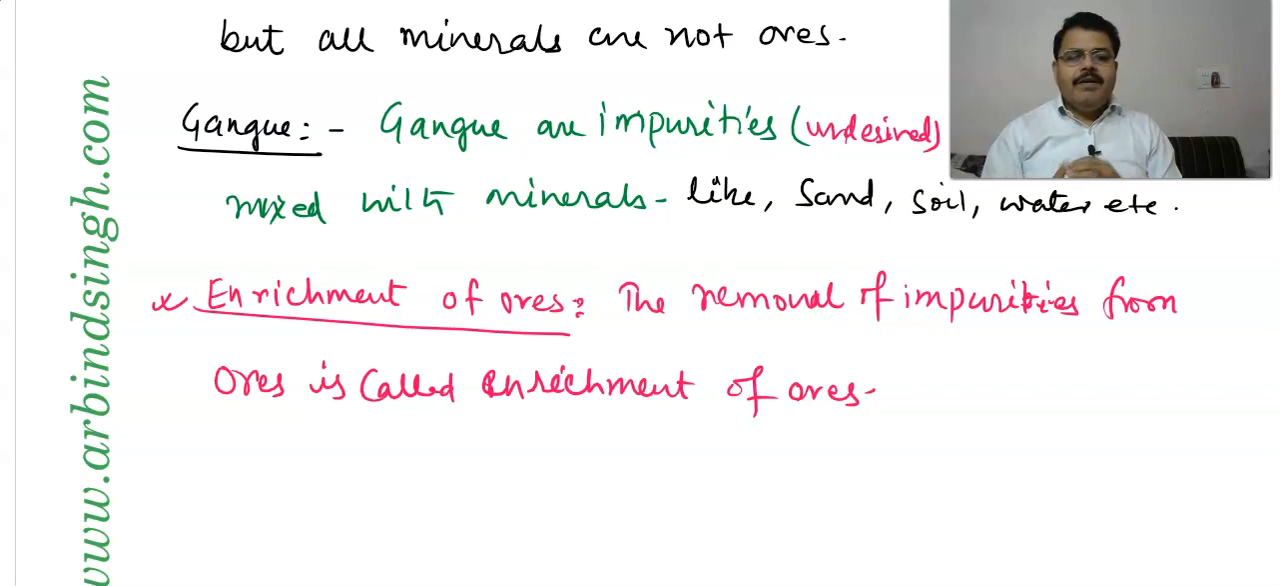 but all minerals are not ores.
Gangue:- Gangue are impurities (undesired)
mixed with minerals- like, Sand, Soil, water etc.
* Enrichment of ores: The removal of impurities from
Ores is Called Enrichment of ores.
www.arbindsingh.com